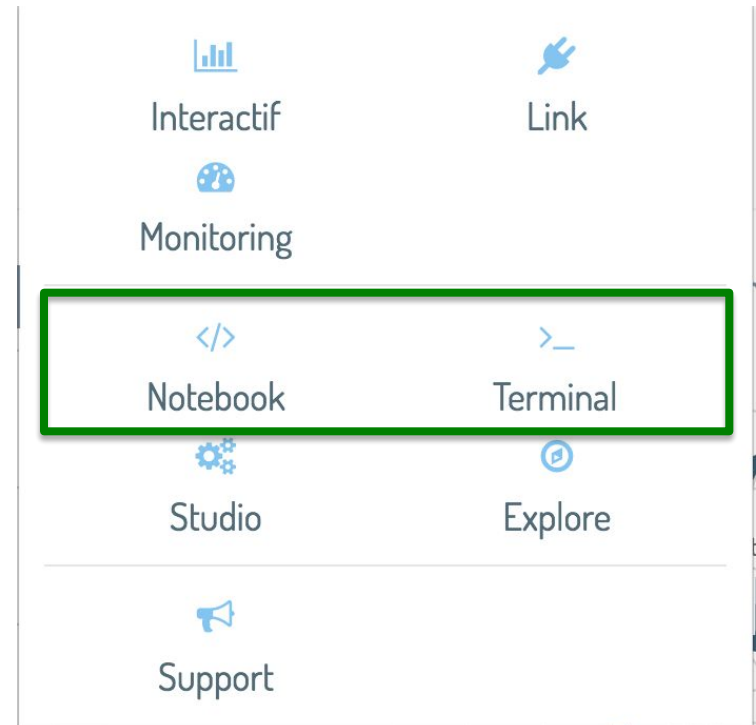 Interactif Link
Monitoring
</> >_
Notebook Terminal
Studio Explore
Support